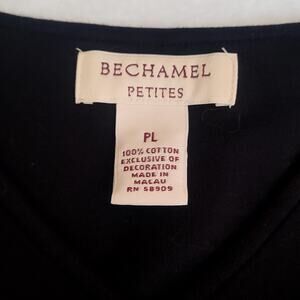 BECHAMEL
PETITES
PL
100% COTTON
EXCLUSIVE OF
DECORATION
MADE IN
MACAU
RN 58909